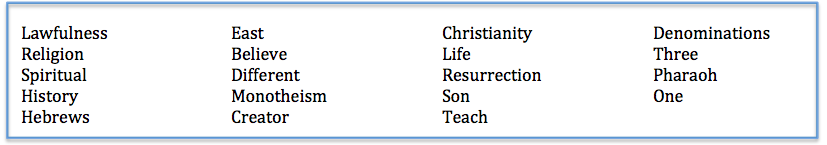 Lawfulness East Christianity Denominations
Religion Believe Life Three
Spiritual Different Resurrection Pharaoh
History Monotheism Son One
Hebrews Creator Teach